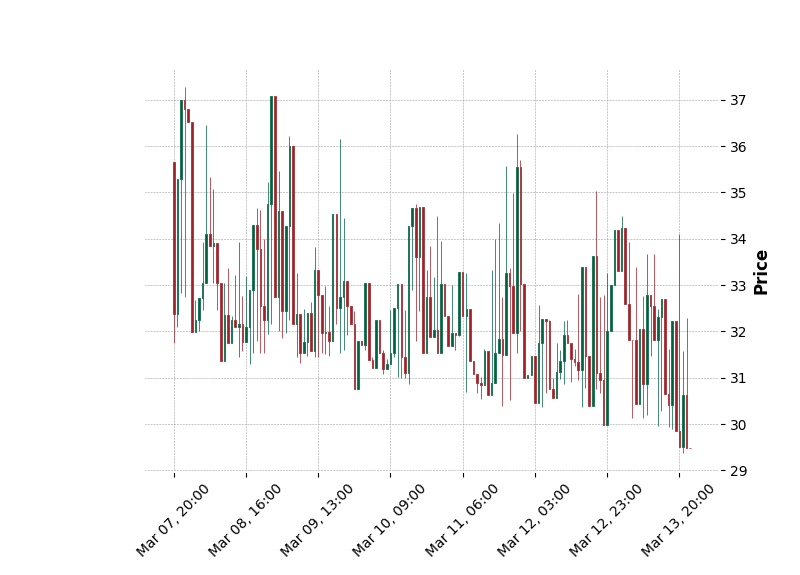 37
36
35
34
33
32
31
30
29
Price
Mar 07, 20:00
Mar 08, 16:00
Mar 09, 13:00
Mar 10, 09:00
Mar 11, 06:00
Mar 12, 03:00
Mar 12, 23:00
Mar 13, 20:00